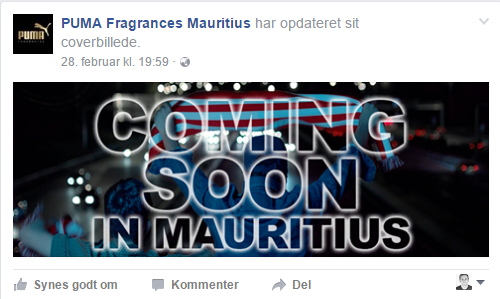 PUMA
PUMA Fragrances Mauritius har opdateret sit
coverbillede.
28. februar kl. 19:59 ·
COMING
SOON
IN MAURITIUS
Synes godt om Kommenter Del